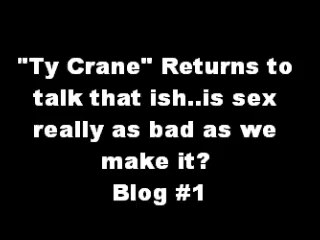 "Ty Crane" Returns to
talk that ish..is sex
really as bad as we
make it?
Blog #1